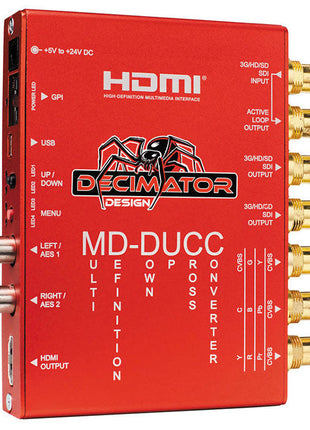 +5V to +24V DC
HDMI
HIGH-DEFINITION MULTIMEDIA INTERFACE
POWER LED
GPI
USB
LED1
UP/
DOWN
LED2
LED3
MENU
LED4
LEFT /
AES 1
RIGHT /
AES 2
HDMI
OUTPUT
3G/HD/SD
SDI
INPUT
ACTIVE
LOOP
OUTPUT
3G/HD/SD
SDI
OUTPUT
3G/HD/SD
SDI
OUTPUT
DECIMATOR
DESIGN
MD-DUCC
MULTI
DEFINITION
DOWN
UP
CROSS
CONVERTER
CVBS
Y
G
Y
CVBS
C
B
Pb
CVBS
Y
R
Pr
CVBS